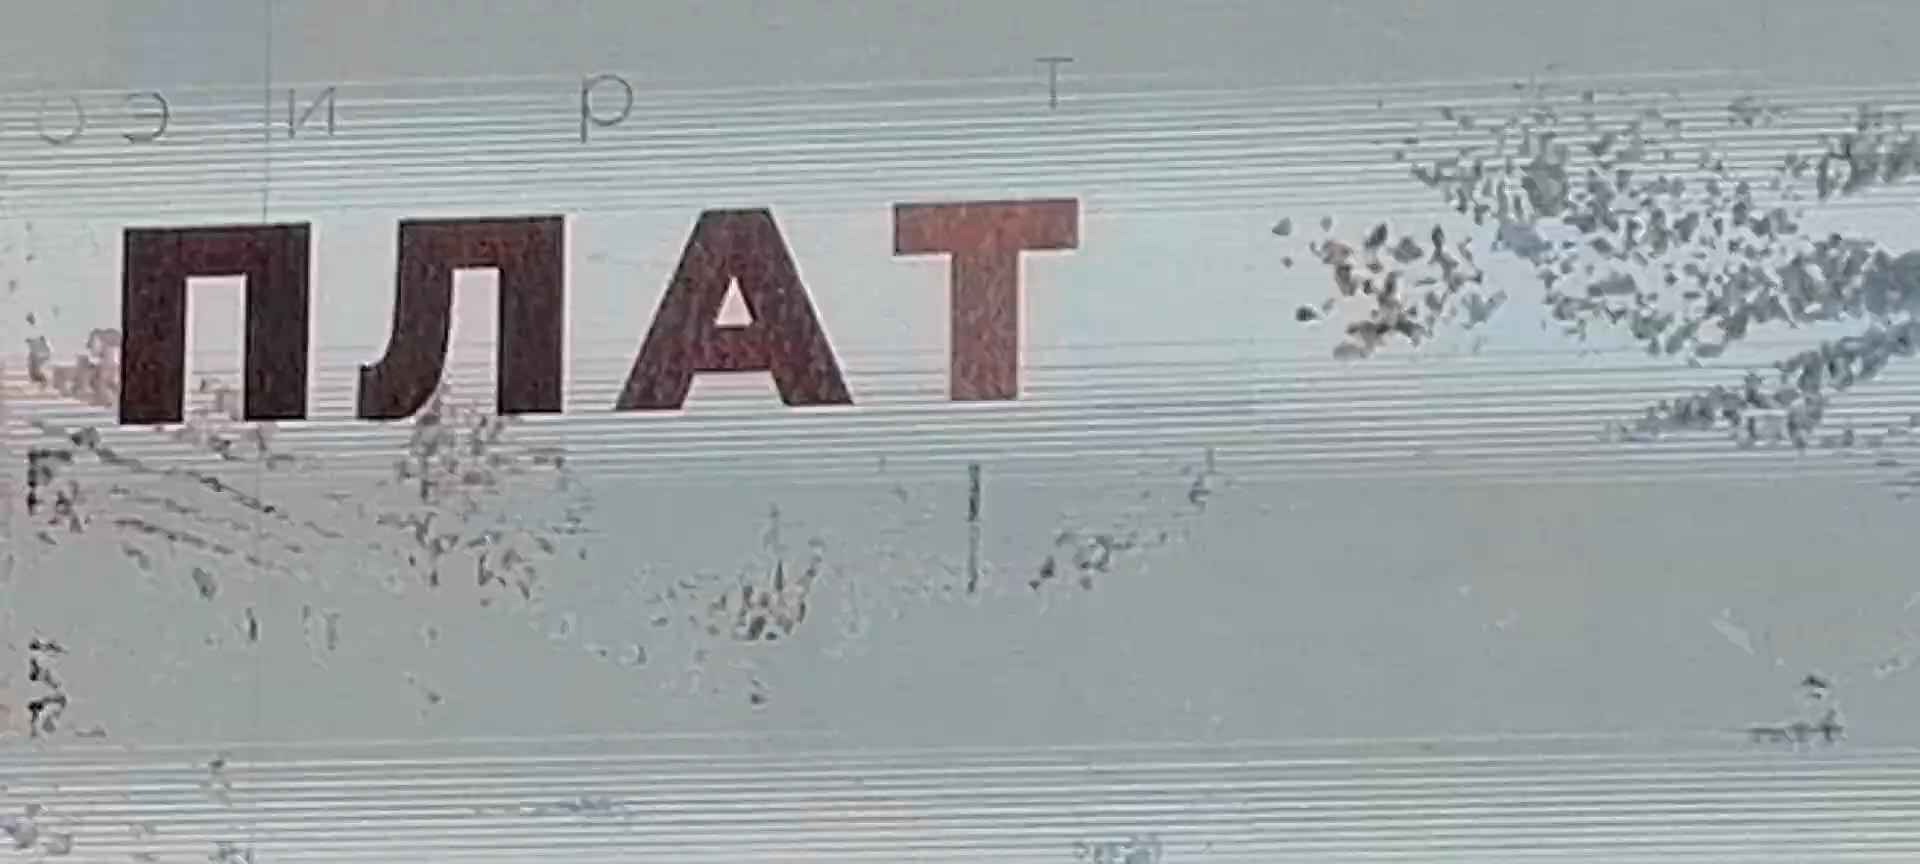 о э и р т
ПЛАТ